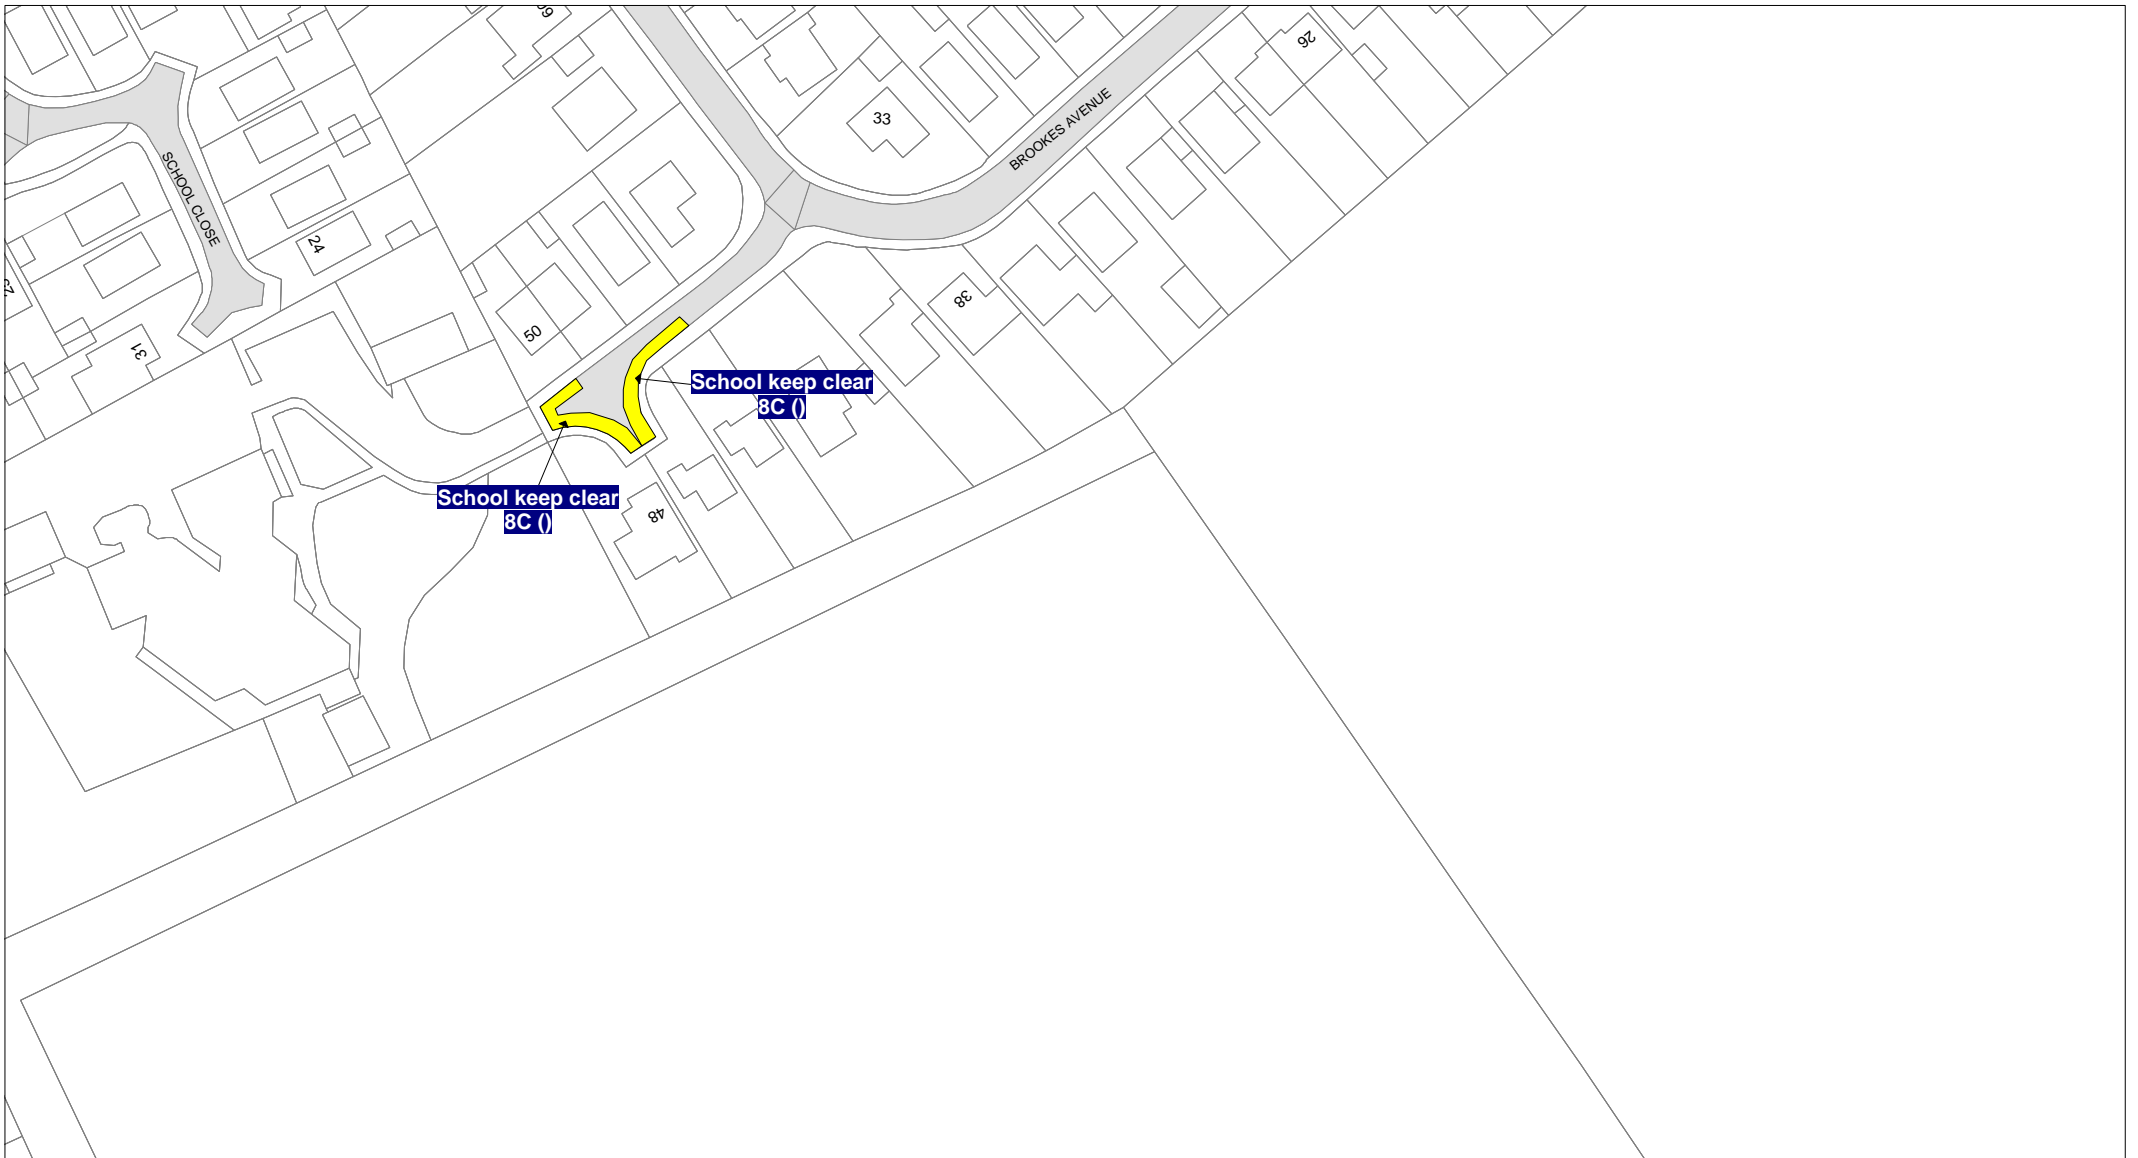 26
BROOKES AVENUE
33
SCHOOL CLOSE
24
38
50
31
School keep clear
8C ()
School keep clear
8C ()
48